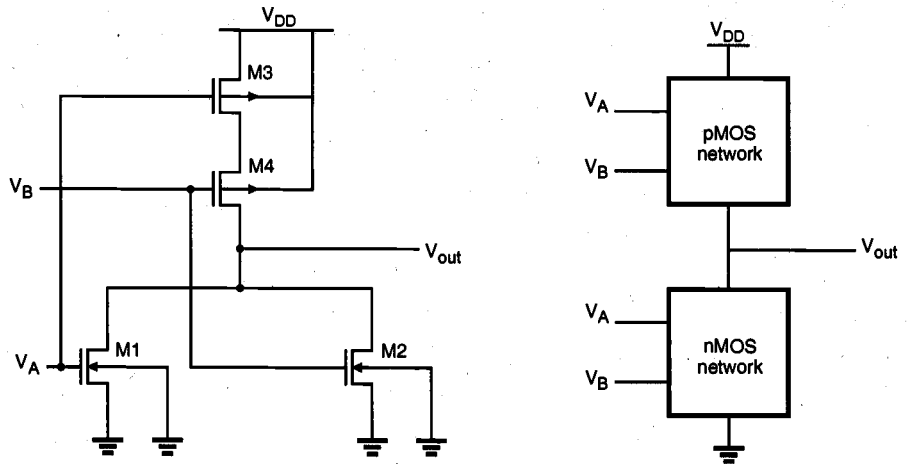 V_DD
M3
M4
V_B
V_out
M1
V_A
M2
V_DD
V_A
pMOS
network
V_B
V_out
V_A
nMOS
network
V_B